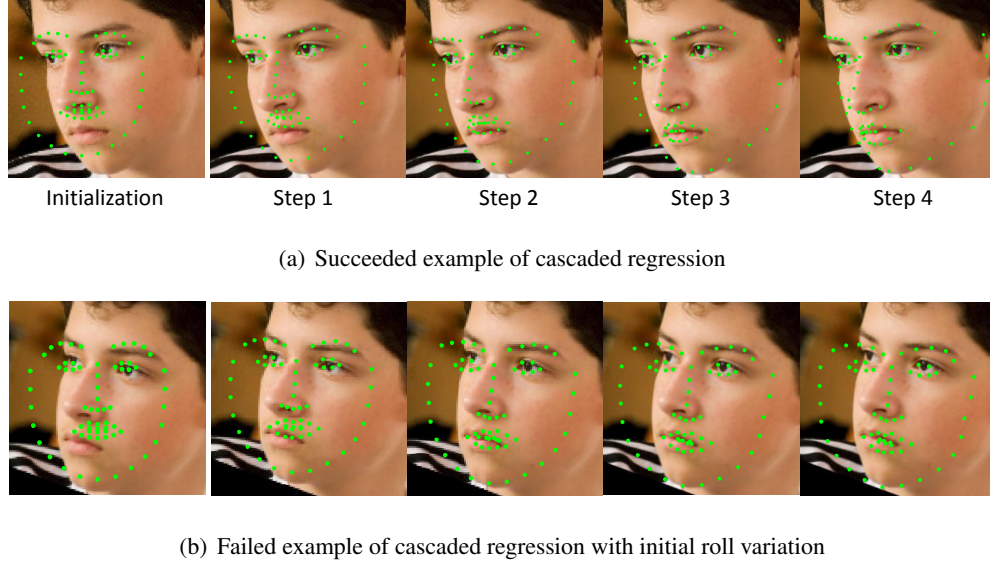 Initialization Step 1 Step 2 Step 3 Step 4
(a) Succeeded example of cascaded regression
(b) Failed example of cascaded regression with initial roll variation